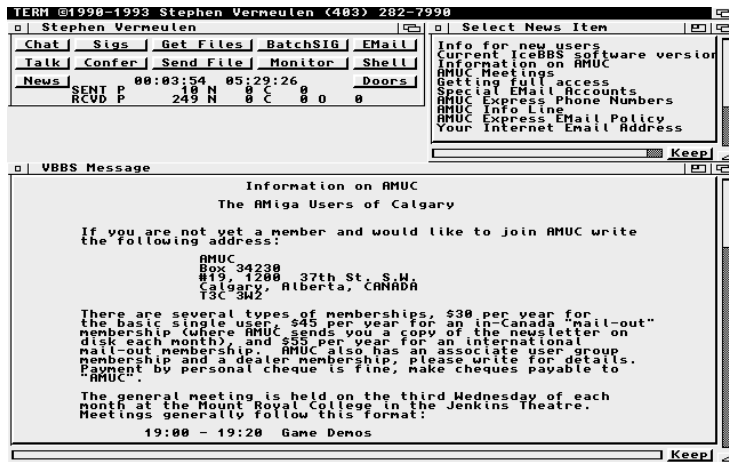 TERM ©1990-1993 Stephen Vermeulen (403) 282-7990
Stephen Vermeulen
Chat Sigs Get Files BatchSIG EMail
Talk Confer Send File Monitor Shell
News 00:03:54 05:29:26 Doors
SENT P 10 N 0 C 0
RCVD P 249 N 0 C 0 O 0
Select News Item
Info for new users
Current IceBBS software version
Information on AMUC
AMUC Meetings
Getting full access
Special EMail Accounts
AMUC Express Phone Numbers
AMUC Info Line
AMUC Express EMail Policy
Your Internet Email Address
Keep
VBBS Message
Information on AMUC
The AMiga Users of Calgary
If you are not yet a member and would like to join AMUC write
the following address:
AMUC
Box 34230
#19, 1200 37th St. S.W.
Calgary, Alberta, CANADA
T3C 3W2
There are several types of memberships, $30 per year for
the basic single user, $45 per year for an in-Canada "mail-out"
membership (where AMUC sends you a copy of the newsletter on
disk each month), and $55 per year for an international
mail-out membership. AMUC also has an associate user group
membership and a dealer membership, please write for details.
Payment by personal cheque is fine, make cheques payable to
"AMUC".
The general meeting is held on the third Wednesday of each
month at the Mount Royal College in the Jenkins Theatre.
Meetings generally follow this format:
19:00 - 19:20 Game Demos
Keep